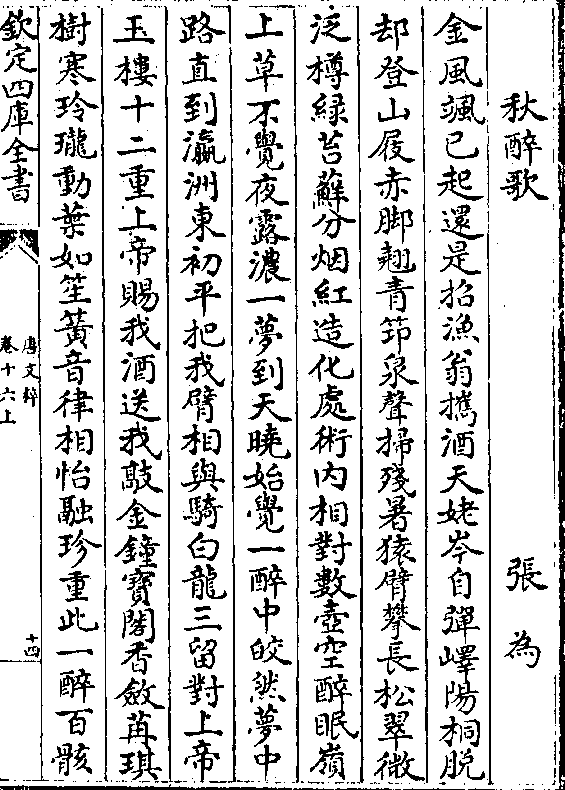 秋醉歌　張為
金風颯已起還是招漁翁攜酒天姥岑自彈嶧陽桐脱
却登山屐赤脚翹青笻泉聲掃殘暑猿臂攀長松翠微
泛樽緑苔蘚分烟紅造化處術内相對數壺空醉眠嶺
上草不覺夜露濃一夢到天曉始覺一醉中皎然夢中
路直到瀛洲東初平把我臂相與騎白龍三留對上帝
玉樓十二重上帝賜我酒送我敲金鐘寶閣香斂苒琪
樹寒玲瓏動葉如笙簧音律相怡融珍重此一醉百骸
欽定四庫全書
唐文粹
卷十六上
十四